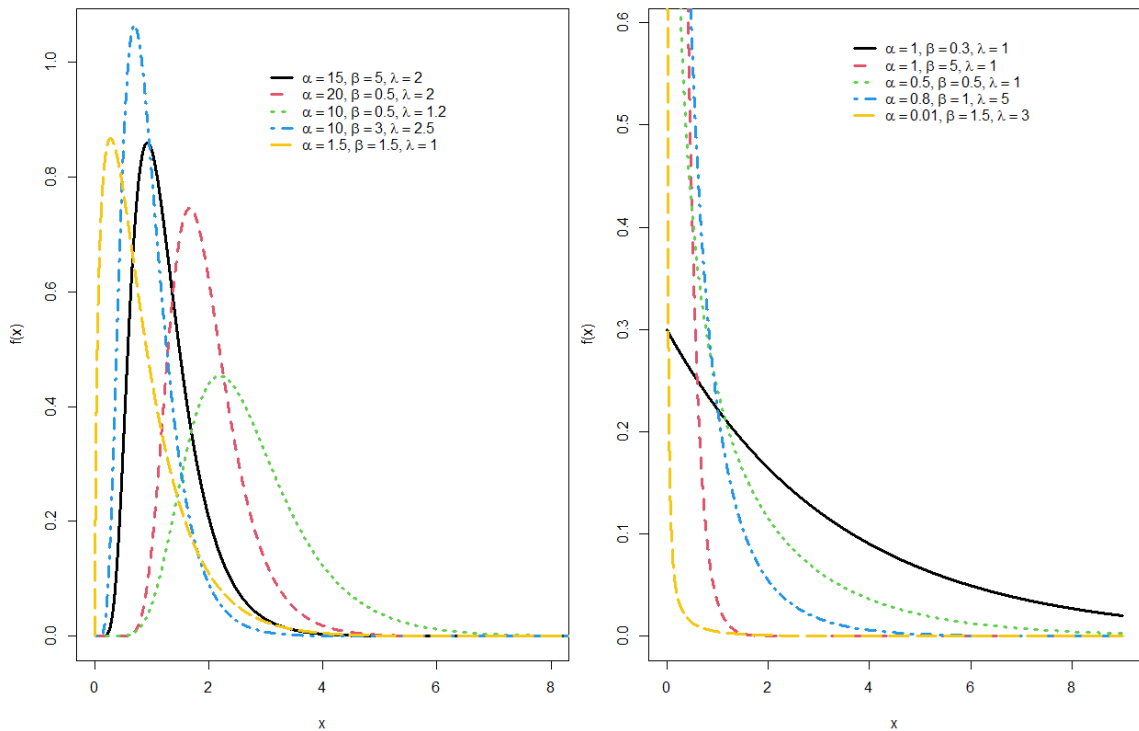 α = 15, β = 5, λ = 2
α = 20, β = 0.5, λ = 2
α = 10, β = 0.5, λ = 1.2
α = 10, β = 3, λ = 2.5
α = 1.5, β = 1.5, λ = 1
f(x)
0.0
0.2
0.4
0.6
0.8
1.0
0
2
4
6
8
x
α = 1, β = 0.3, λ = 1
α = 1, β = 5, λ = 1
α = 0.5, β = 0.5, λ = 1
α = 0.8, β = 1, λ = 5
α = 0.01, β = 1.5, λ = 3
f(x)
0.0
0.1
0.2
0.3
0.4
0.5
0.6
0
2
4
6
8
x